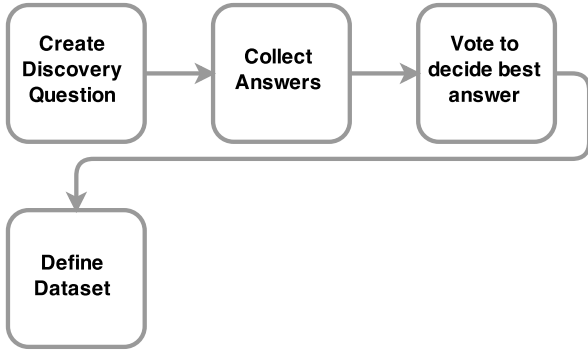 Create
Discovery
Question
Collect
Answers
Vote to
decide best
answer
Define
Dataset